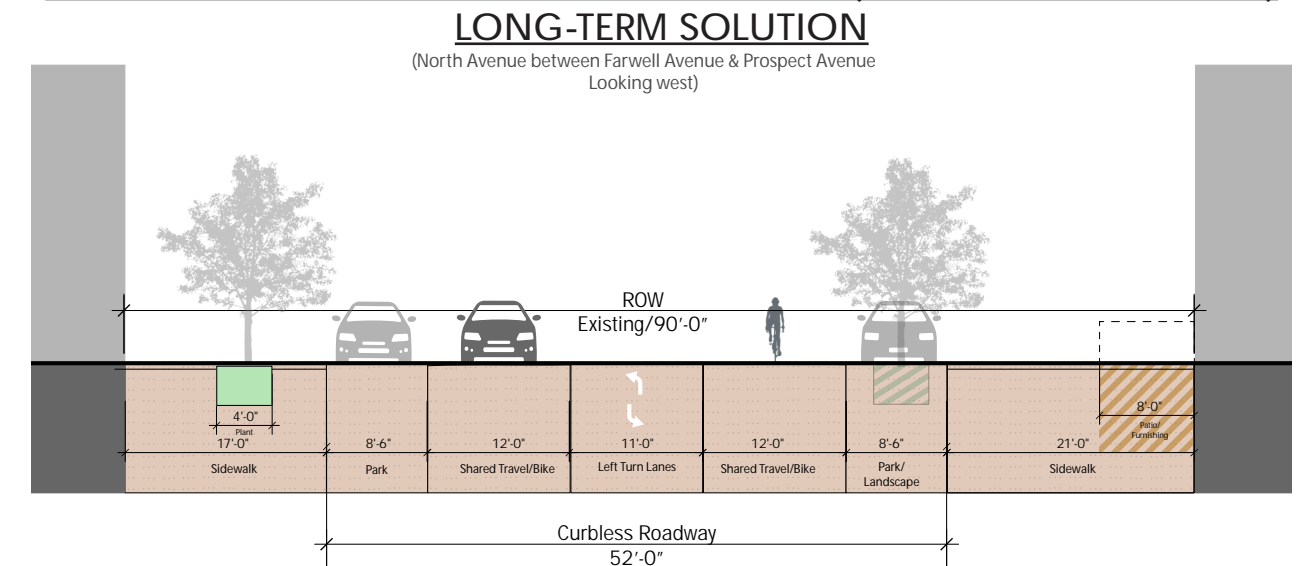 LONG-TERM SOLUTION
(North Avenue between Farwell Avenue & Prospect Avenue
Looking west)
ROW
Existing/90'-0"
4'-0"
Plant
8'-0"
Patio/
Furnishing
17'-0" 8'-6" 12'-0" 11'-0" 12'-0" 8'-6" 21'-0"
Sidewalk Park Shared Travel/Bike Left Turn Lanes Shared Travel/Bike Park/ Sidewalk
Landscape
Curbless Roadway
52'-0"